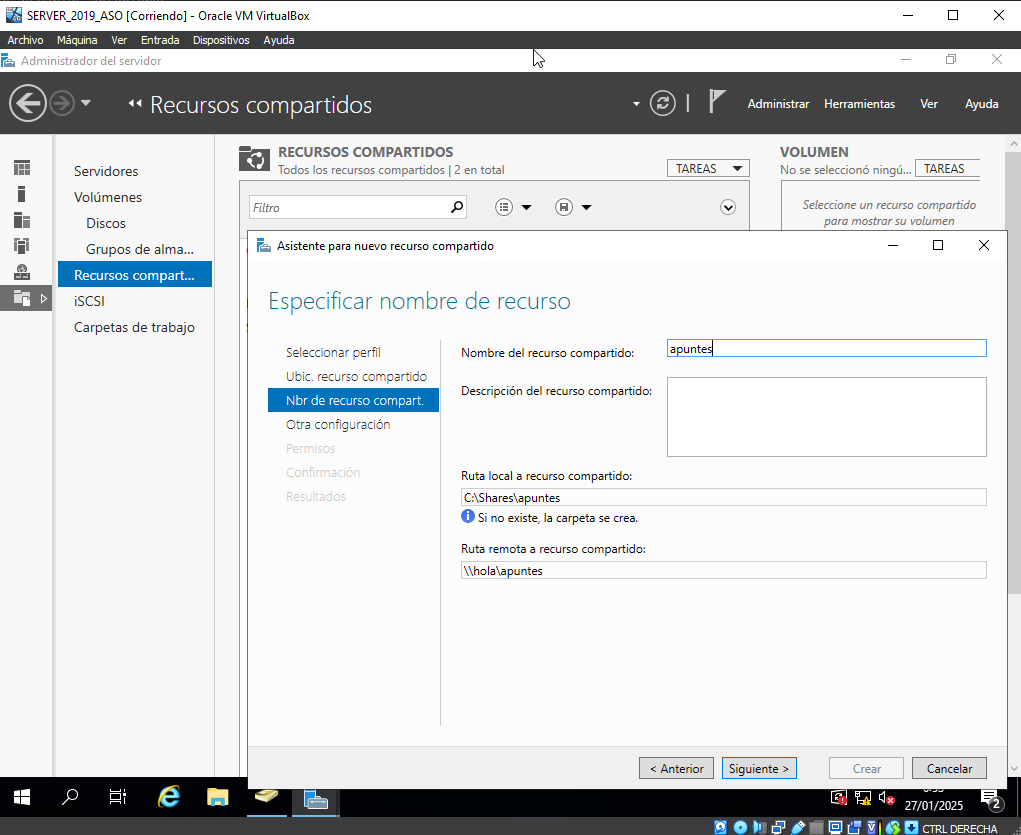 SERVER_2019_ASO [Corriendo] - Oracle VM VirtualBox
Archivo Máquina Ver Entrada Dispositivos Ayuda
Administrador del servidor
Recursos compartidos
Administrar Herramientas Ver Ayuda
Servidores
Volúmenes
Discos
Grupos de alma...
Recursos compart...
iSCSI
Carpetas de trabajo
RECURSOS COMPARTIDOS
Todos los recursos compartidos | 2 en total
TAREAS
Filtro
VOLUMEN
No se seleccionó ningú...
TAREAS
Seleccione un recurso compartido
para mostrar su volumen
Asistente para nuevo recurso compartido
Especificar nombre de recurso
Seleccionar perfil
Ubic. recurso compartido
Nbr de recurso compart.
Otra configuración
Permisos
Confirmación
Resultados
Nombre del recurso compartido:
apuntes
Descripción del recurso compartido:
Ruta local a recurso compartido:
C:\Shares\apuntes
Si no existe, la carpeta se crea.
Ruta remota a recurso compartido:
\\hola\apuntes
< Anterior
Siguiente >
Crear
Cancelar
27/01/2025
2
CTRL DERECHA